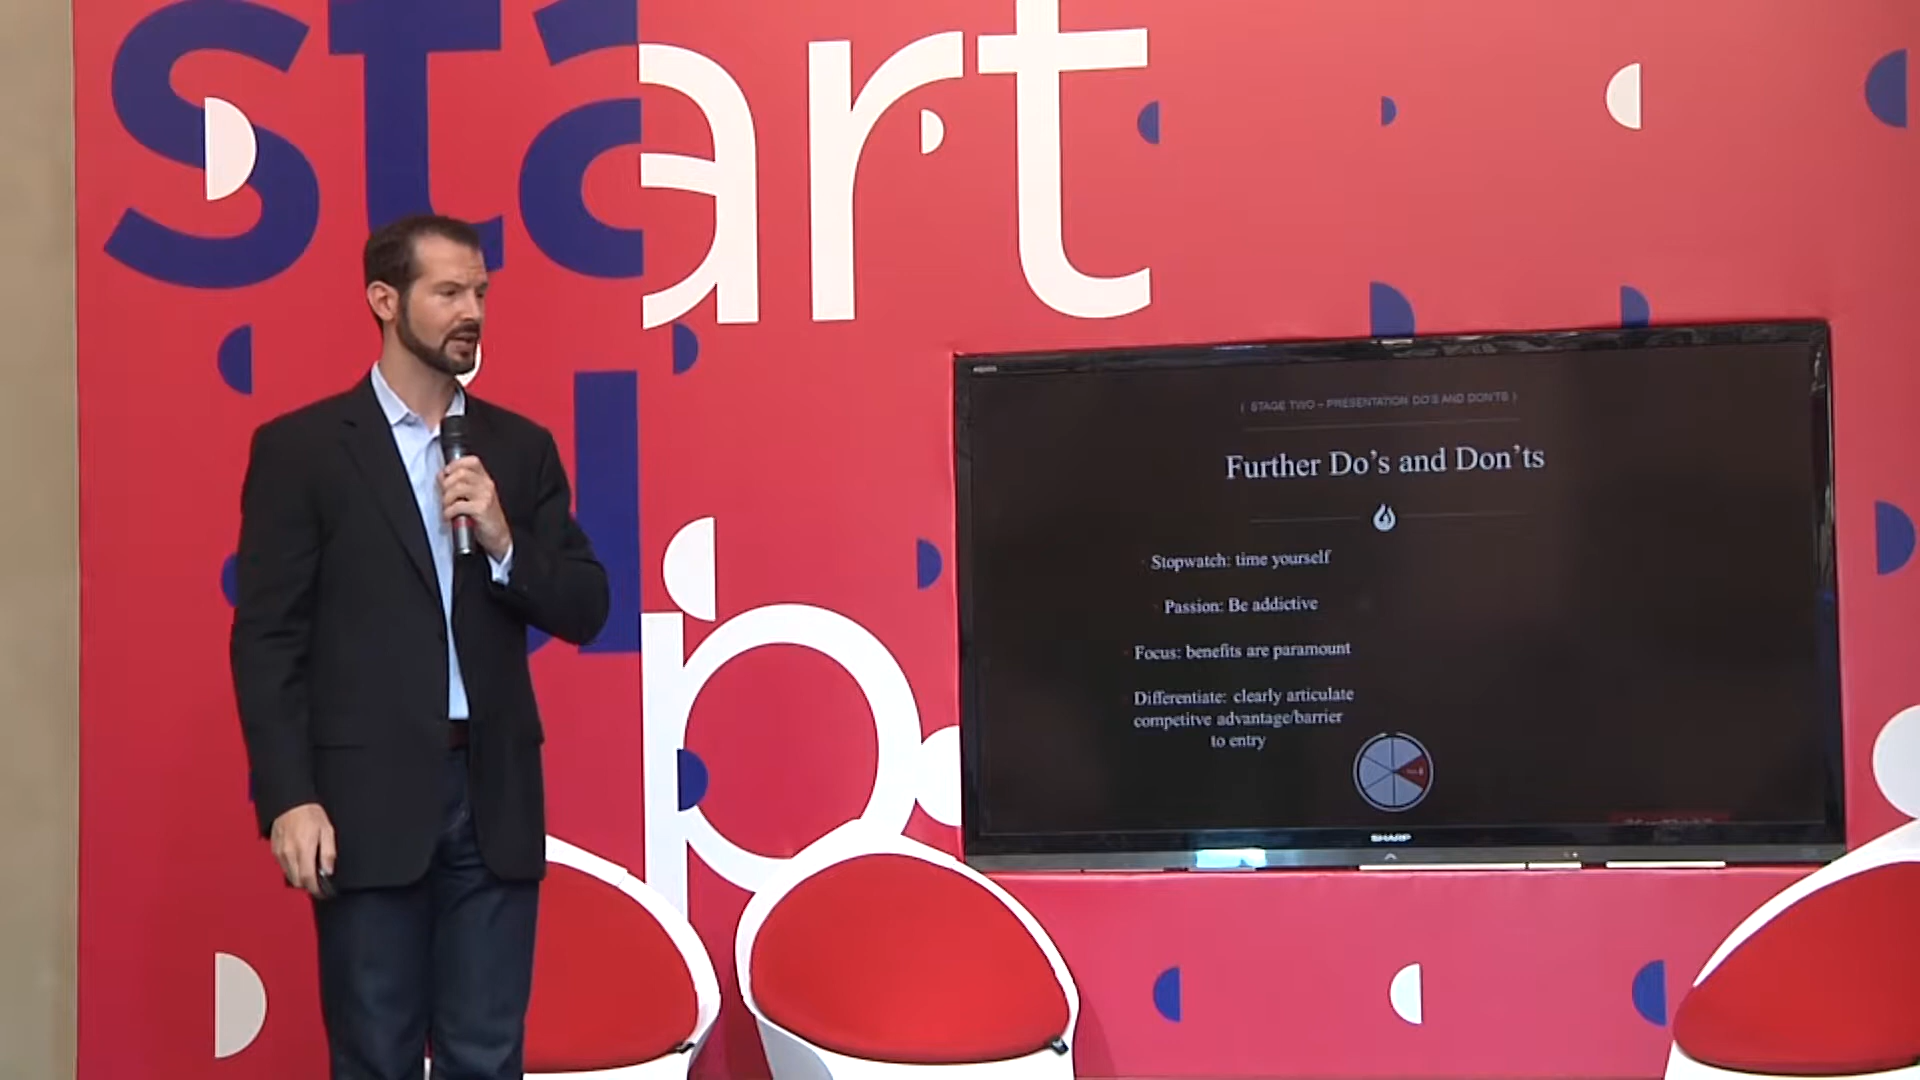 start
up
( STAGE TWO – PRESENTATION DO'S AND DON'TS )
Further Do's and Don'ts
Stopwatch: time yourself
Passion: Be addictive
Focus: benefits are paramount
Differentiate: clearly articulate
competitve advantage/barrier
to entry
SHARP